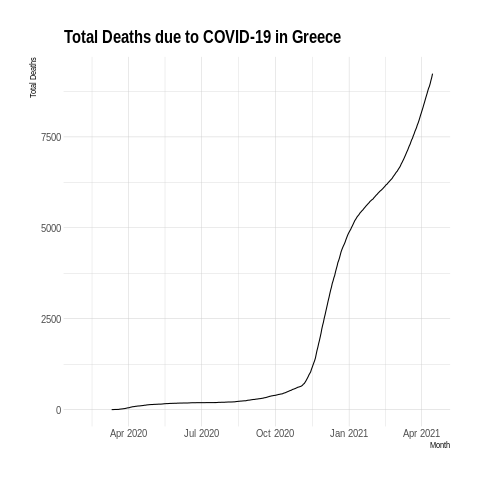 Total Deaths due to COVID-19 in Greece
Total Deaths
7500
5000
2500
0
Apr 2020 Jul 2020 Oct 2020 Jan 2021 Apr 2021
Month